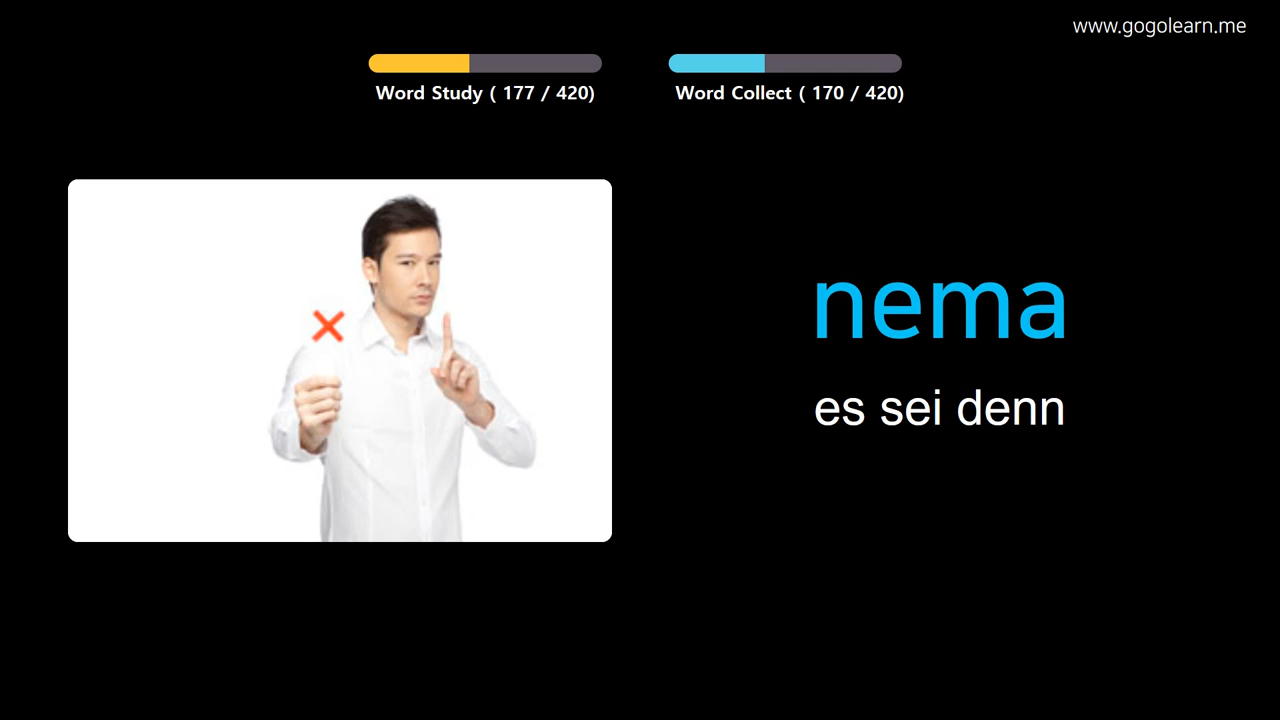 www.gogolearn.me
Word Study ( 177 / 420)
Word Collect ( 170 / 420)
nema
es sei denn